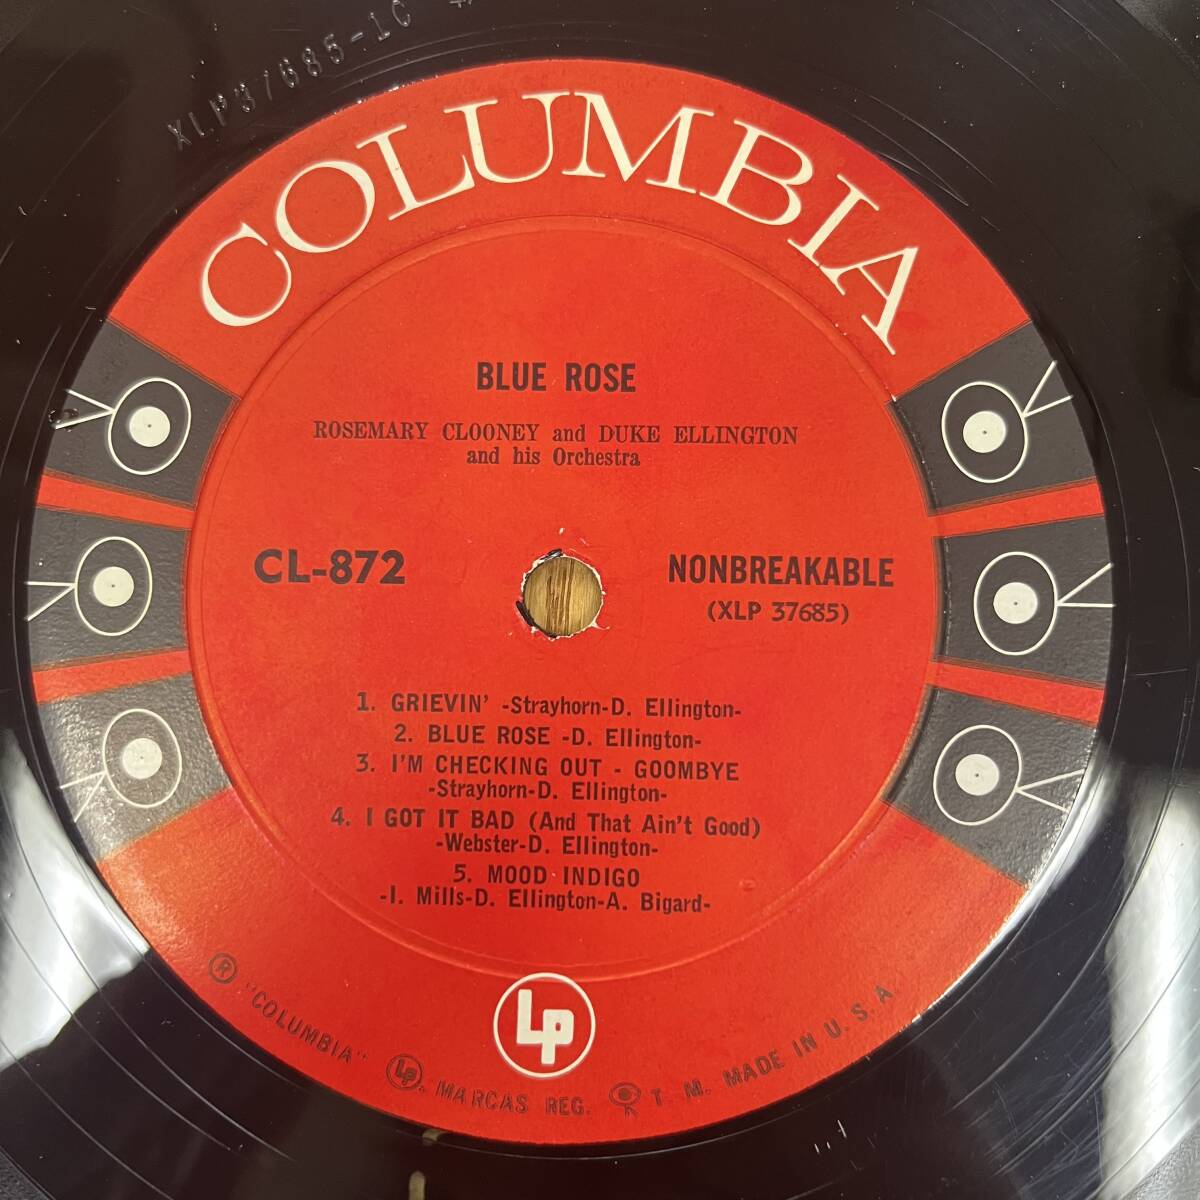 XLP37685-1C
COLUMBIA
BLUE ROSE
ROSEMARY CLOONEY and DUKE ELLINGTON
and his Orchestra
CL-872
NONBREAKABLE
(XLP 37685)
1. GRIEVIN' -Strayhorn-D. Ellington-
2. BLUE ROSE -D. Ellington-
3. I'M CHECKING OUT - GOOMBYE
-Strayhorn-D. Ellington-
4. I GOT IT BAD (And That Ain't Good)
-Webster-D. Ellington-
5. MOOD INDIGO
-I. Mills-D. Ellington-A. Bigard-
Lp
® "COLUMBIA" Lp. MARCAS REG. T. M. MADE IN U. S. A.